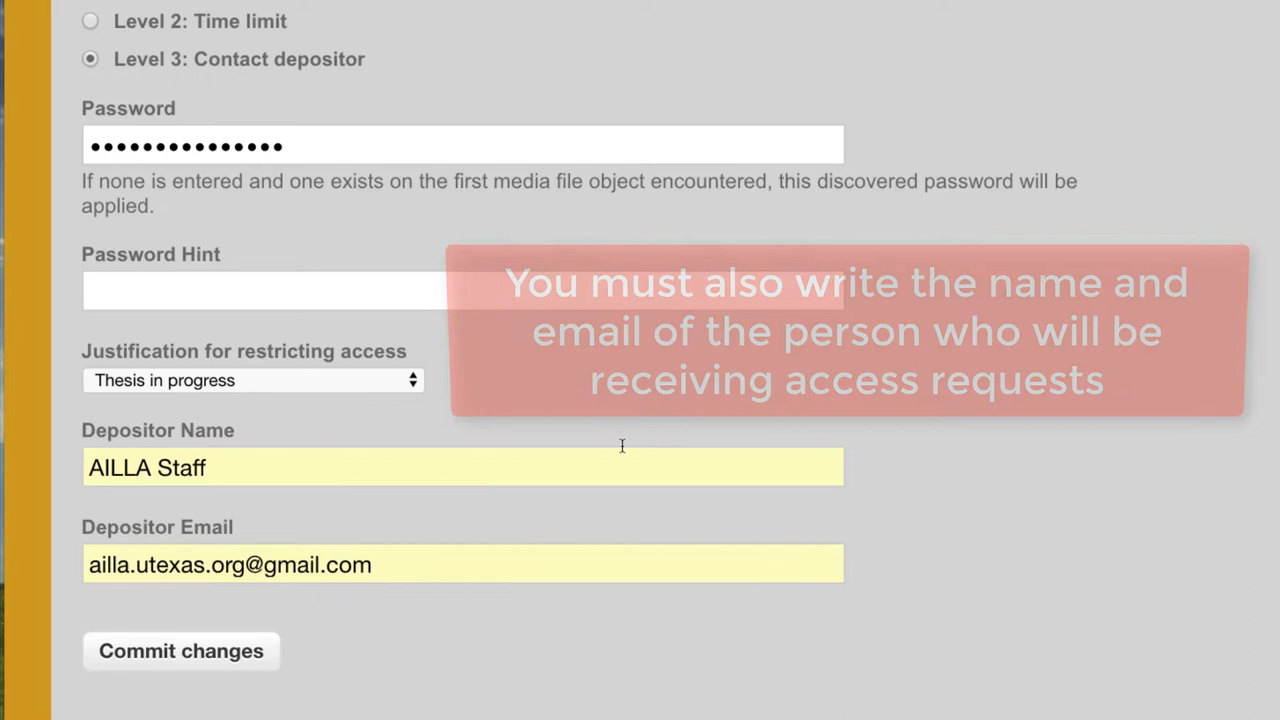 Level 2: Time limit
Level 3: Contact depositor
Password
•••••••••••••••
If none is entered and one exists on the first media file object encountered, this discovered password will be
applied.
Password Hint
You must also write the name and
email of the person who will be
receiving access requests
Justification for restricting access
Thesis in progress
Depositor Name
AILLA Staff
Depositor Email
ailla.utexas.org@gmail.com
Commit changes